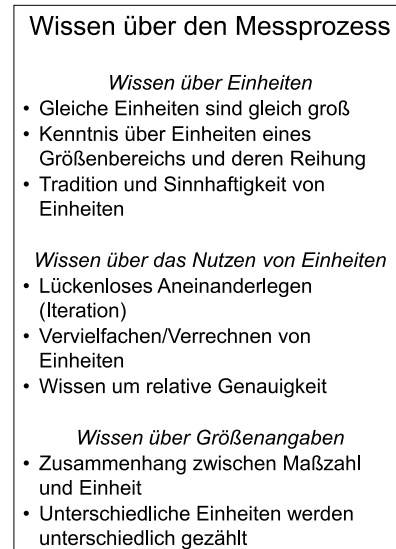 Wissen über den Messprozess
Wissen über Einheiten
• Gleiche Einheiten sind gleich groß
• Kenntnis über Einheiten eines
Größenbereichs und deren Reihung
• Tradition und Sinnhaftigkeit von
Einheiten
Wissen über das Nutzen von Einheiten
• Lückenloses Aneinanderlegen
(Iteration)
• Vervielfachen/Verrechnen von
Einheiten
• Wissen um relative Genauigkeit
Wissen über Größenangaben
• Zusammenhang zwischen Maßzahl
und Einheit
• Unterschiedliche Einheiten werden
unterschiedlich gezählt